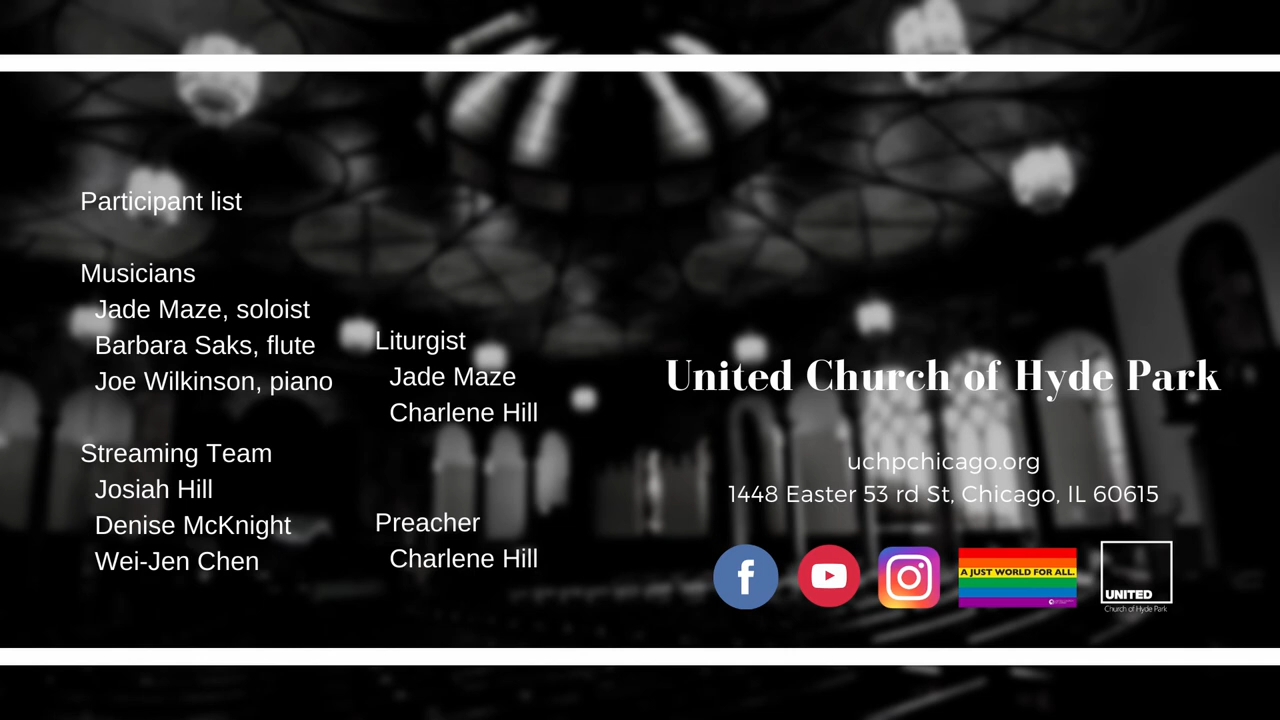 Participant list
Musicians
Jade Maze, soloist
Barbara Saks, flute
Joe Wilkinson, piano
Streaming Team
Josiah Hill
Denise McKnight
Wei-Jen Chen
Liturgist
Jade Maze
Charlene Hill
Preacher
Charlene Hill
United Church of Hyde Park
uchpchicago.org
1448 Easter 53 rd St, Chicago, IL 60615
A JUST WORLD FOR ALL.
UNITED
Church of Hyde Park